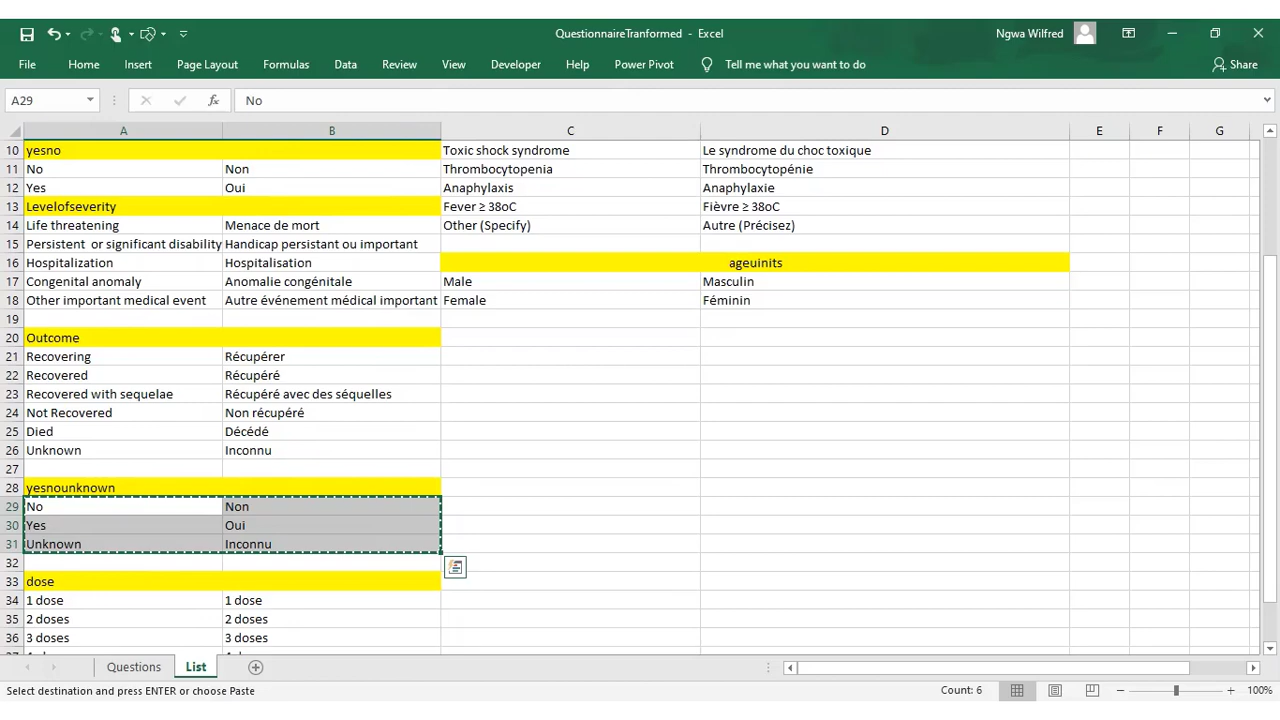 QuestionnaireTranformed - Excel
Ngwa Wilfred
File Home Insert Page Layout Formulas Data Review View Developer Help Power Pivot Tell me what you want to do Share
A29 fx No
A B C D E F G
10 yesno Toxic shock syndrome Le syndrome du choc toxique
11 No Non Thrombocytopenia Thrombocytopénie
12 Yes Oui Anaphylaxis Anaphylaxie
13 Levelofseverity Fever ≥ 38oC Fièvre ≥ 38oC
14 Life threatening Menace de mort Other (Specify) Autre (Précisez)
15 Persistent or significant disability Handicap persistant ou important
16 Hospitalization Hospitalisation ageuinits
17 Congenital anomaly Anomalie congénitale Male Masculin
18 Other important medical event Autre événement médical important Female Féminin
19
20 Outcome
21 Recovering Récupérer
22 Recovered Récupéré
23 Recovered with sequelae Récupéré avec des séquelles
24 Not Recovered Non récupéré
25 Died Décédé
26 Unknown Inconnu
27
28 yesnounknown
29 No Non
30 Yes Oui
31 Unknown Inconnu
32
33 dose
34 1 dose 1 dose
35 2 doses 2 doses
36 3 doses 3 doses
Questions List
Select destination and press ENTER or choose Paste Count: 6 100%